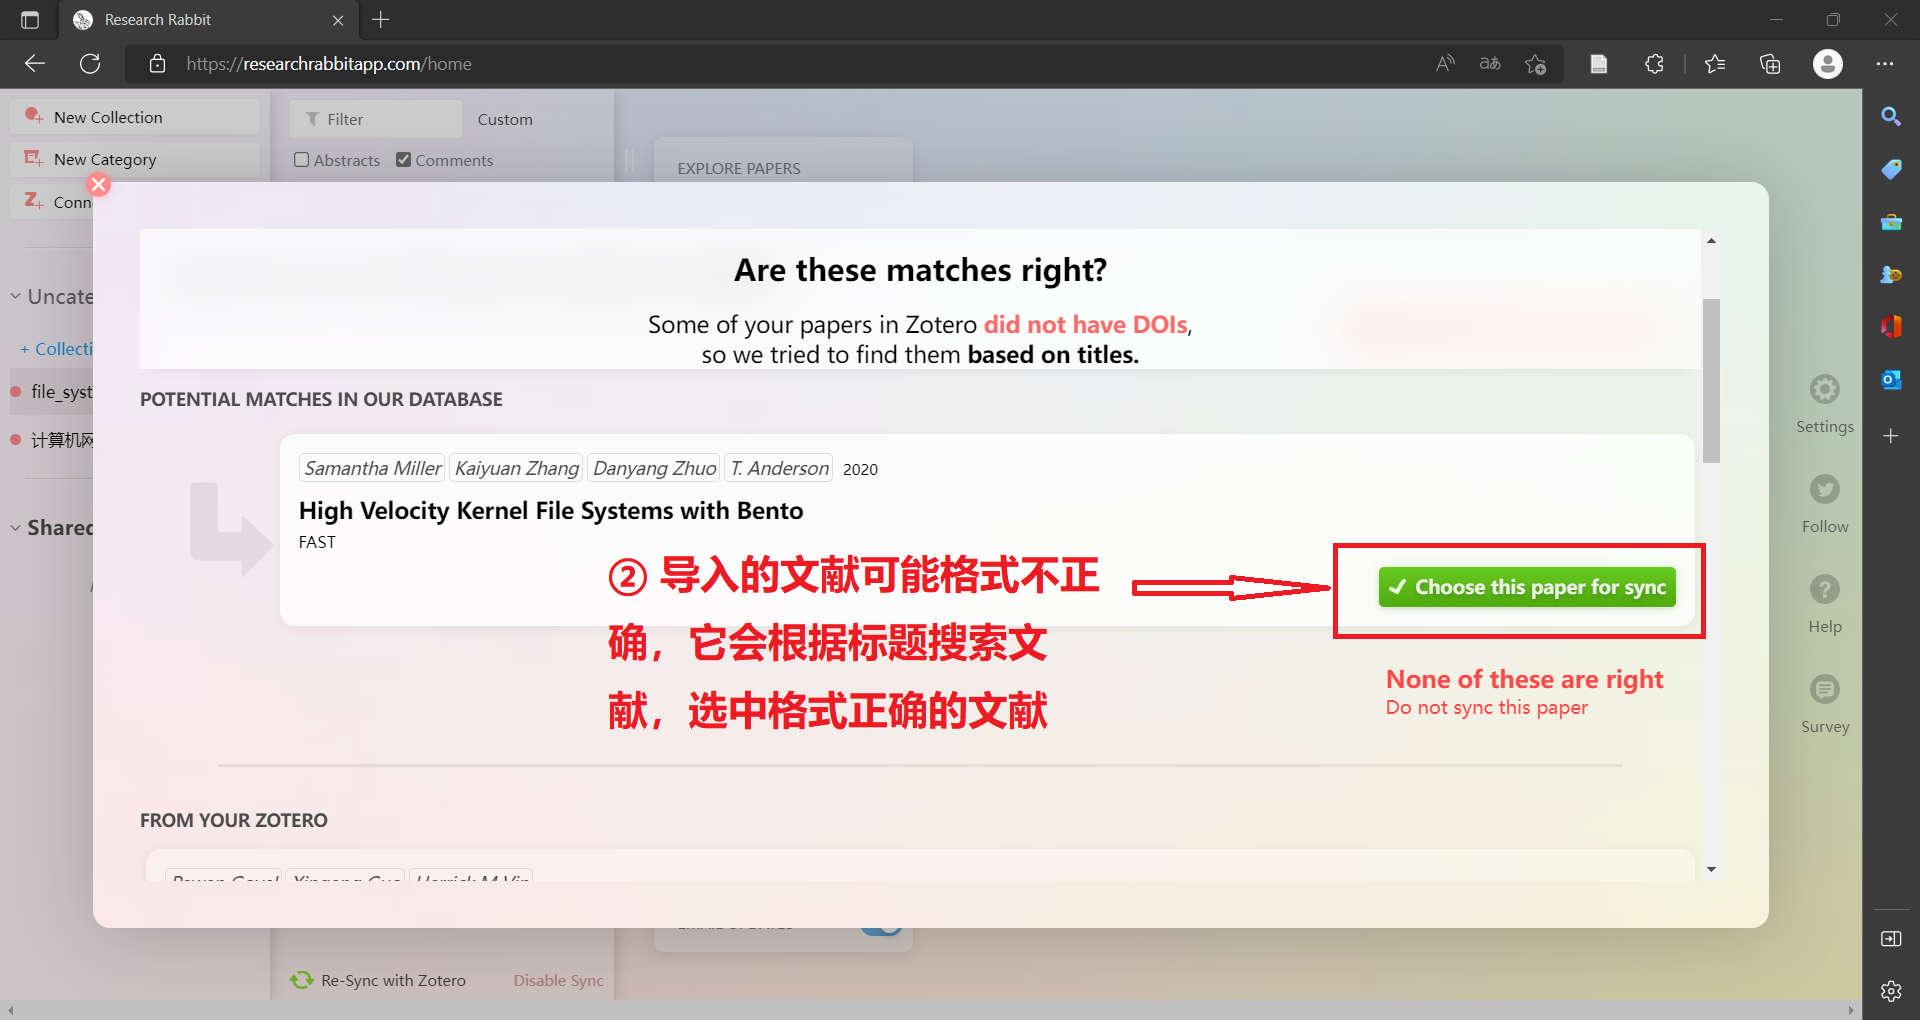 Research Rabbit
https://researchrabbitapp.com/home
New Collection
New Category
Conn
Uncate
+ Collecti
file_syst
计算机网
Shared
Filter
Custom
Abstracts
Comments
EXPLORE PAPERS
Are these matches right?
Some of your papers in Zotero did not have DOIs,
so we tried to find them based on titles.
POTENTIAL MATCHES IN OUR DATABASE
Samantha Miller Kaiyuan Zhang Danyang Zhuo T. Anderson 2020
High Velocity Kernel File Systems with Bento
FAST
② 导入的文献可能格式不正
确，它会根据标题搜索文
献，选中格式正确的文献
Choose this paper for sync
None of these are right
Do not sync this paper
FROM YOUR ZOTERO
Re-Sync with Zotero
Disable Sync
Settings
Follow
Help
Survey